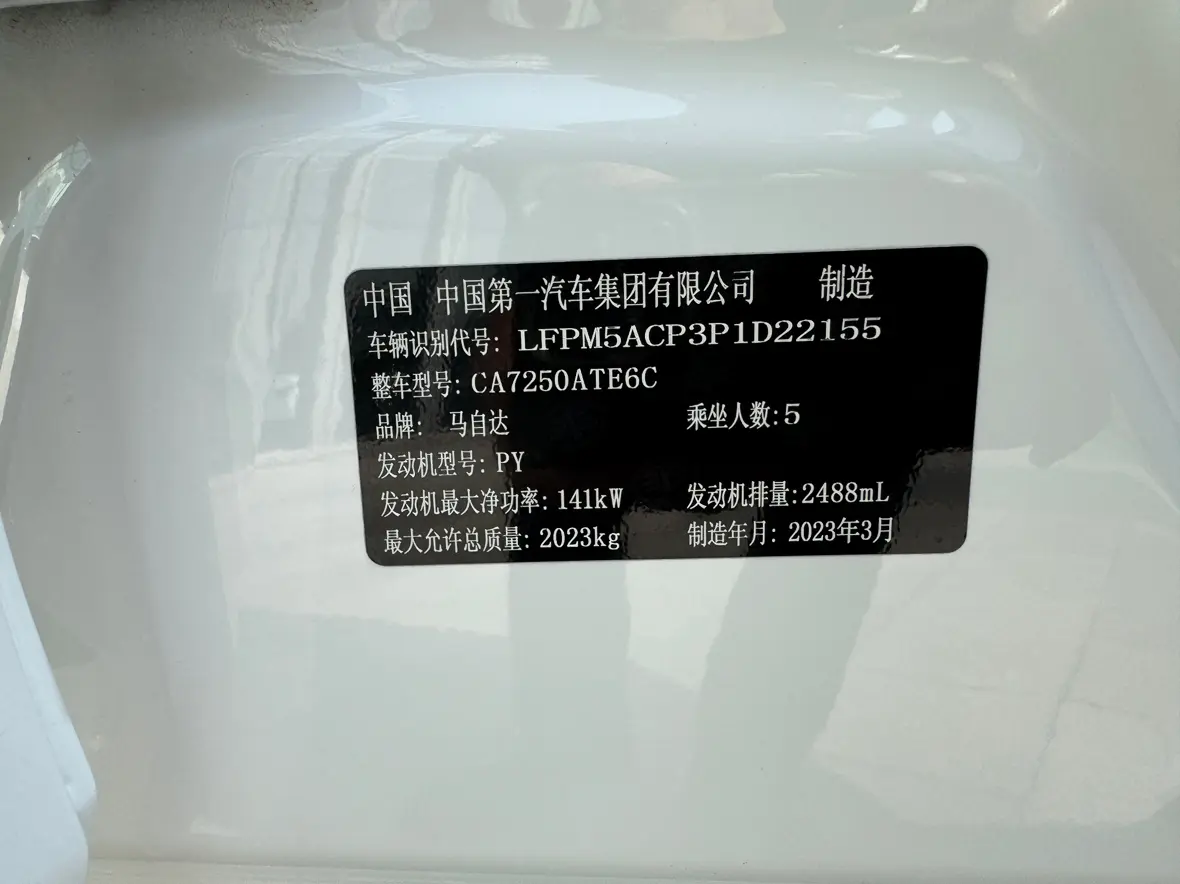 中国 中国第一汽车集团有限公司 制造
车辆识别代号: LFPM5ACP3P1D22155
整车型号: CA7250ATE6C
品牌: 马自达 乘坐人数:5
发动机型号: PY
发动机最大净功率: 141kW 发动机排量:2488mL
最大允许总质量: 2023kg 制造年月: 2023年3月